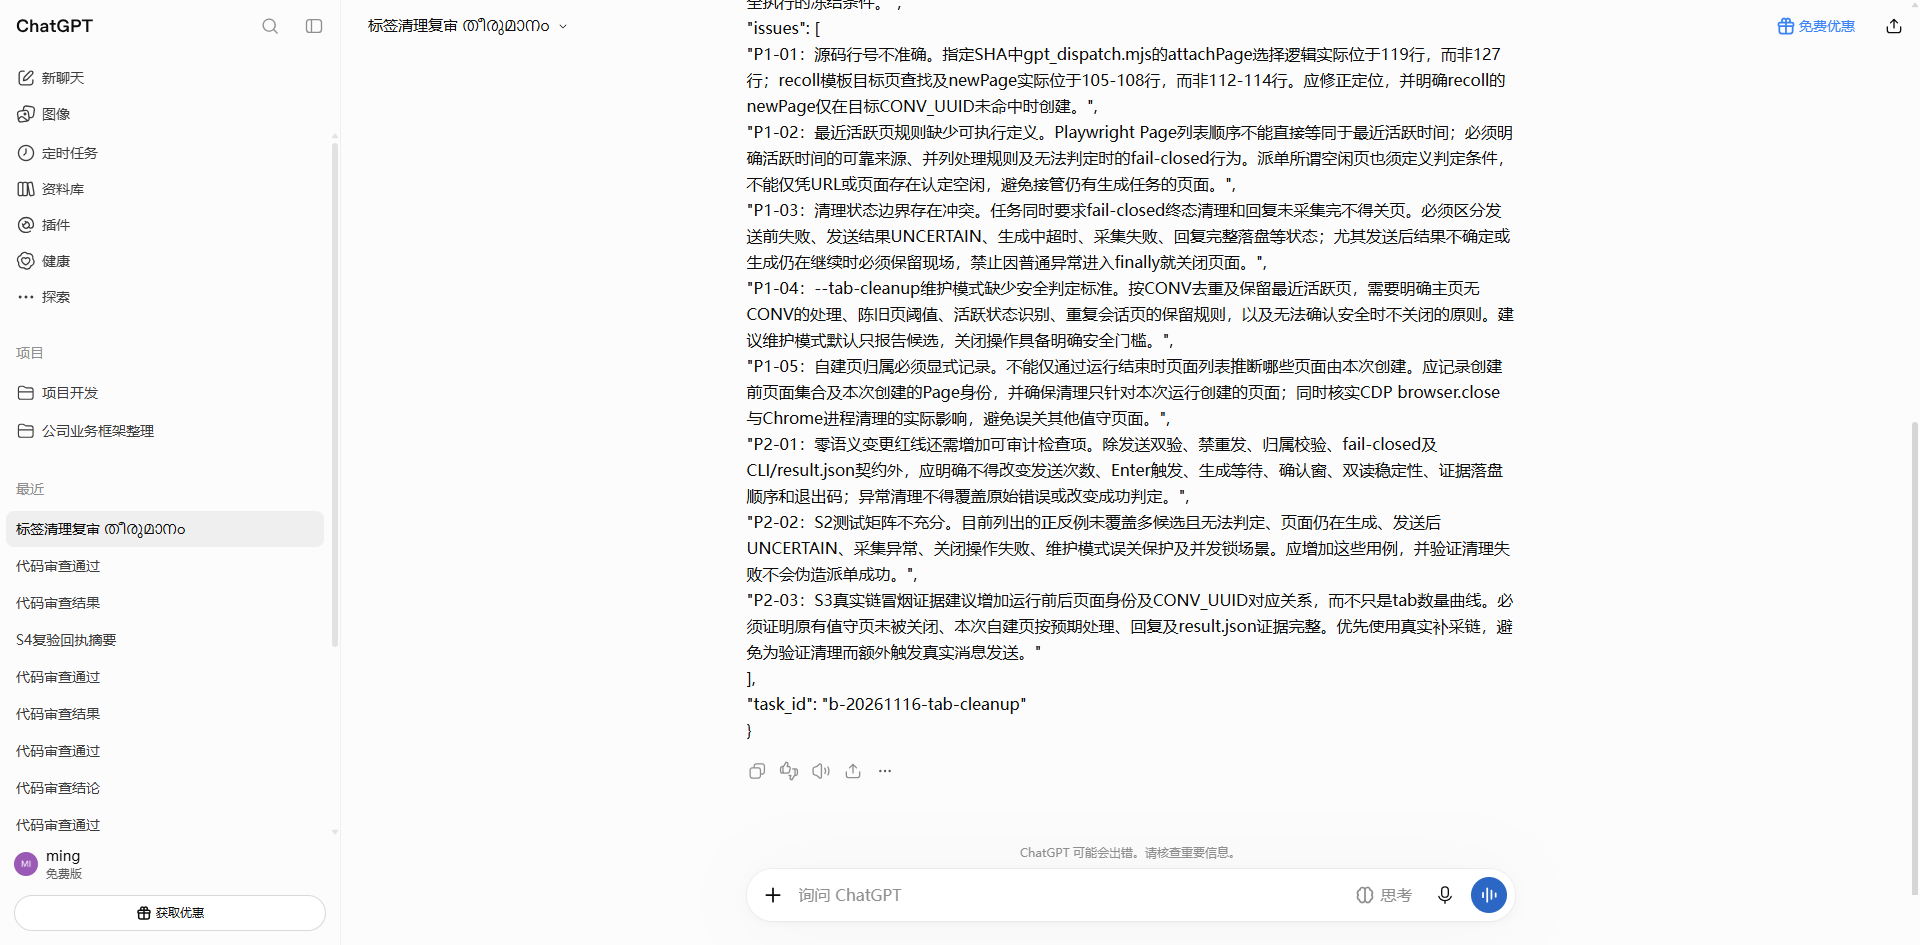 ChatGPT
新聊天
图像
定时任务
资料库
插件
健康
探索
项目
项目开发
公司业务框架整理
最近
标签清理复审 തീരുമാനം
代码审查通过
代码审查结果
S4复验回执摘要
代码审查通过
代码审查结果
代码审查通过
代码审查结论
代码审查通过
MI
ming
免费版
获取优惠
标签清理复审 തീരുമാനം
免费优惠
全执行的冻结条件。",
"issues": [
"P1-01：源码行号不准确。指定SHA中gpt_dispatch.mjs的attachPage选择逻辑实际位于119行，而非127
行；recoll模板目标页查找及newPage实际位于105-108行，而非112-114行。应修正定位，并明确recoll的
newPage仅在目标CONV_UUID未命中时创建。",
"P1-02：最近活跃页规则缺少可执行定义。Playwright Page列表顺序不能直接等同于最近活跃时间；必须明
确活跃时间的可靠来源、并列处理规则及无法判定时的fail-closed行为。派单所谓空闲页也须定义判定条件，
不能仅凭URL或页面存在认定空闲，避免接管仍有生成任务的页面。",
"P1-03：清理状态边界存在冲突。任务同时要求fail-closed终态清理和回复未采集完不得关页。必须区分发
送前失败、发送结果UNCERTAIN、生成中超时、采集失败、回复完整落盘等状态；尤其发送后结果不确定或
生成仍在继续时必须保留现场，禁止因普通异常进入finally就关闭页面。",
"P1-04：--tab-cleanup维护模式缺少安全判定标准。按CONV去重及保留最近活跃页，需要明确主页无
CONV的处理、陈旧页阈值、活跃状态识别、重复会话页的保留规则，以及无法确认安全时不关闭的原则。建
议维护模式默认只报告候选，关闭操作具备明确安全门槛。",
"P1-05：自建页归属必须显式记录。不能仅通过运行结束时页面列表推断哪些页面由本次创建。应记录创建
前页面集合及本次创建的Page身份，并确保清理只针对本次运行创建的页面；同时核实CDP browser.close
与Chrome进程清理的实际影响，避免误关其他值守页面。",
"P2-01：零语义变更红线还需增加可审计检查项。除发送双验、禁重发、归属校验、fail-closed及
CLI/result.json契约外，应明确不得改变发送次数、Enter触发、生成等待、确认窗、双读稳定性、证据落盘
顺序和退出码；异常清理不得覆盖原始错误或改变成功判定。",
"P2-02：S2测试矩阵不充分。目前列出的正反例未覆盖多候选且无法判定、页面仍在生成、发送后
UNCERTAIN、采集异常、关闭操作失败、维护模式误关保护及并发锁场景。应增加这些用例，并验证清理失
败不会伪造派单成功。",
"P2-03：S3真实链冒烟证据建议增加运行前后页面身份及CONV_UUID对应关系，而不只是tab数量曲线。必
须证明原有值守页未被关闭、本次自建页按预期处理、回复及result.json证据完整。优先使用真实补采链，避
免为验证清理而额外触发真实消息发送。"
],
"task_id": "b-20261116-tab-cleanup"
}
ChatGPT 可能会出错。请核查重要信息。
询问 ChatGPT
思考